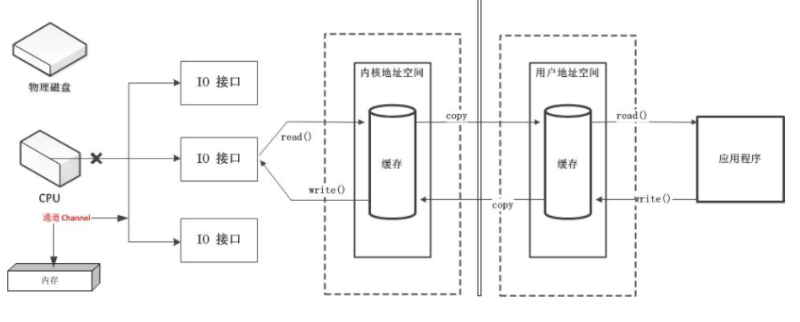 物理磁盘
CPU
通道 Channel
内存
IO 接口
IO 接口
IO 接口
read()
write()
内核地址空间
缓存
copy
copy
用户地址空间
缓存
read()
write()
应用程序